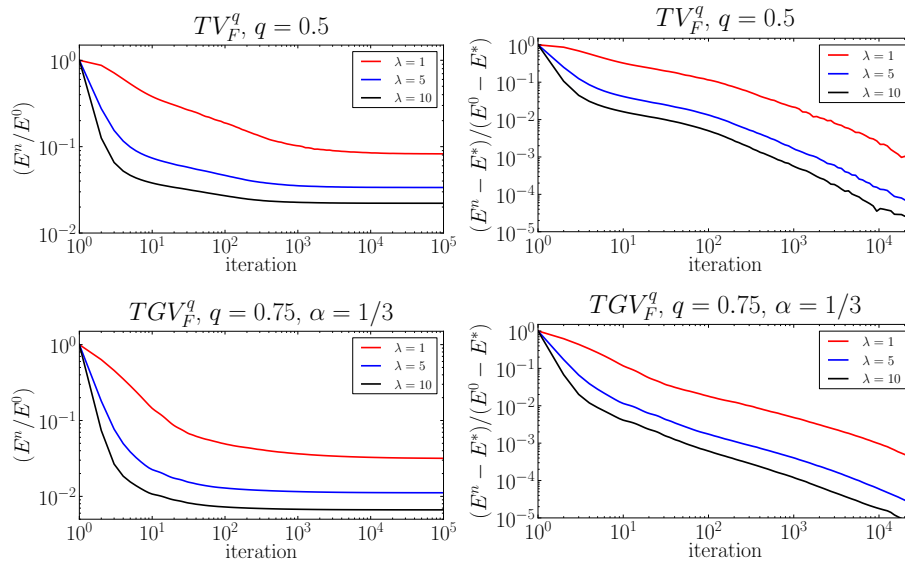 TV_F^q, q = 0.5
(E^n/E^0)
10^0
10^{-1}
10^{-2}
λ = 1
λ = 5
λ = 10
10^0 10^1 10^2 10^3 10^4 10^5
iteration
TV_F^q, q = 0.5
(E^n − E^*)/(E^0 − E^*)
10^0
10^{-1}
10^{-2}
10^{-3}
10^{-4}
10^{-5}
λ = 1
λ = 5
λ = 10
10^0 10^1 10^2 10^3 10^4
iteration
TGV_F^q, q = 0.75, α = 1/3
(E^n/E^0)
10^0
10^{-1}
10^{-2}
λ = 1
λ = 5
λ = 10
10^0 10^1 10^2 10^3 10^4 10^5
iteration
TGV_F^q, q = 0.75, α = 1/3
(E^n − E^*)/(E^0 − E^*)
10^0
10^{-1}
10^{-2}
10^{-3}
10^{-4}
10^{-5}
λ = 1
λ = 5
λ = 10
10^0 10^1 10^2 10^3 10^4
iteration